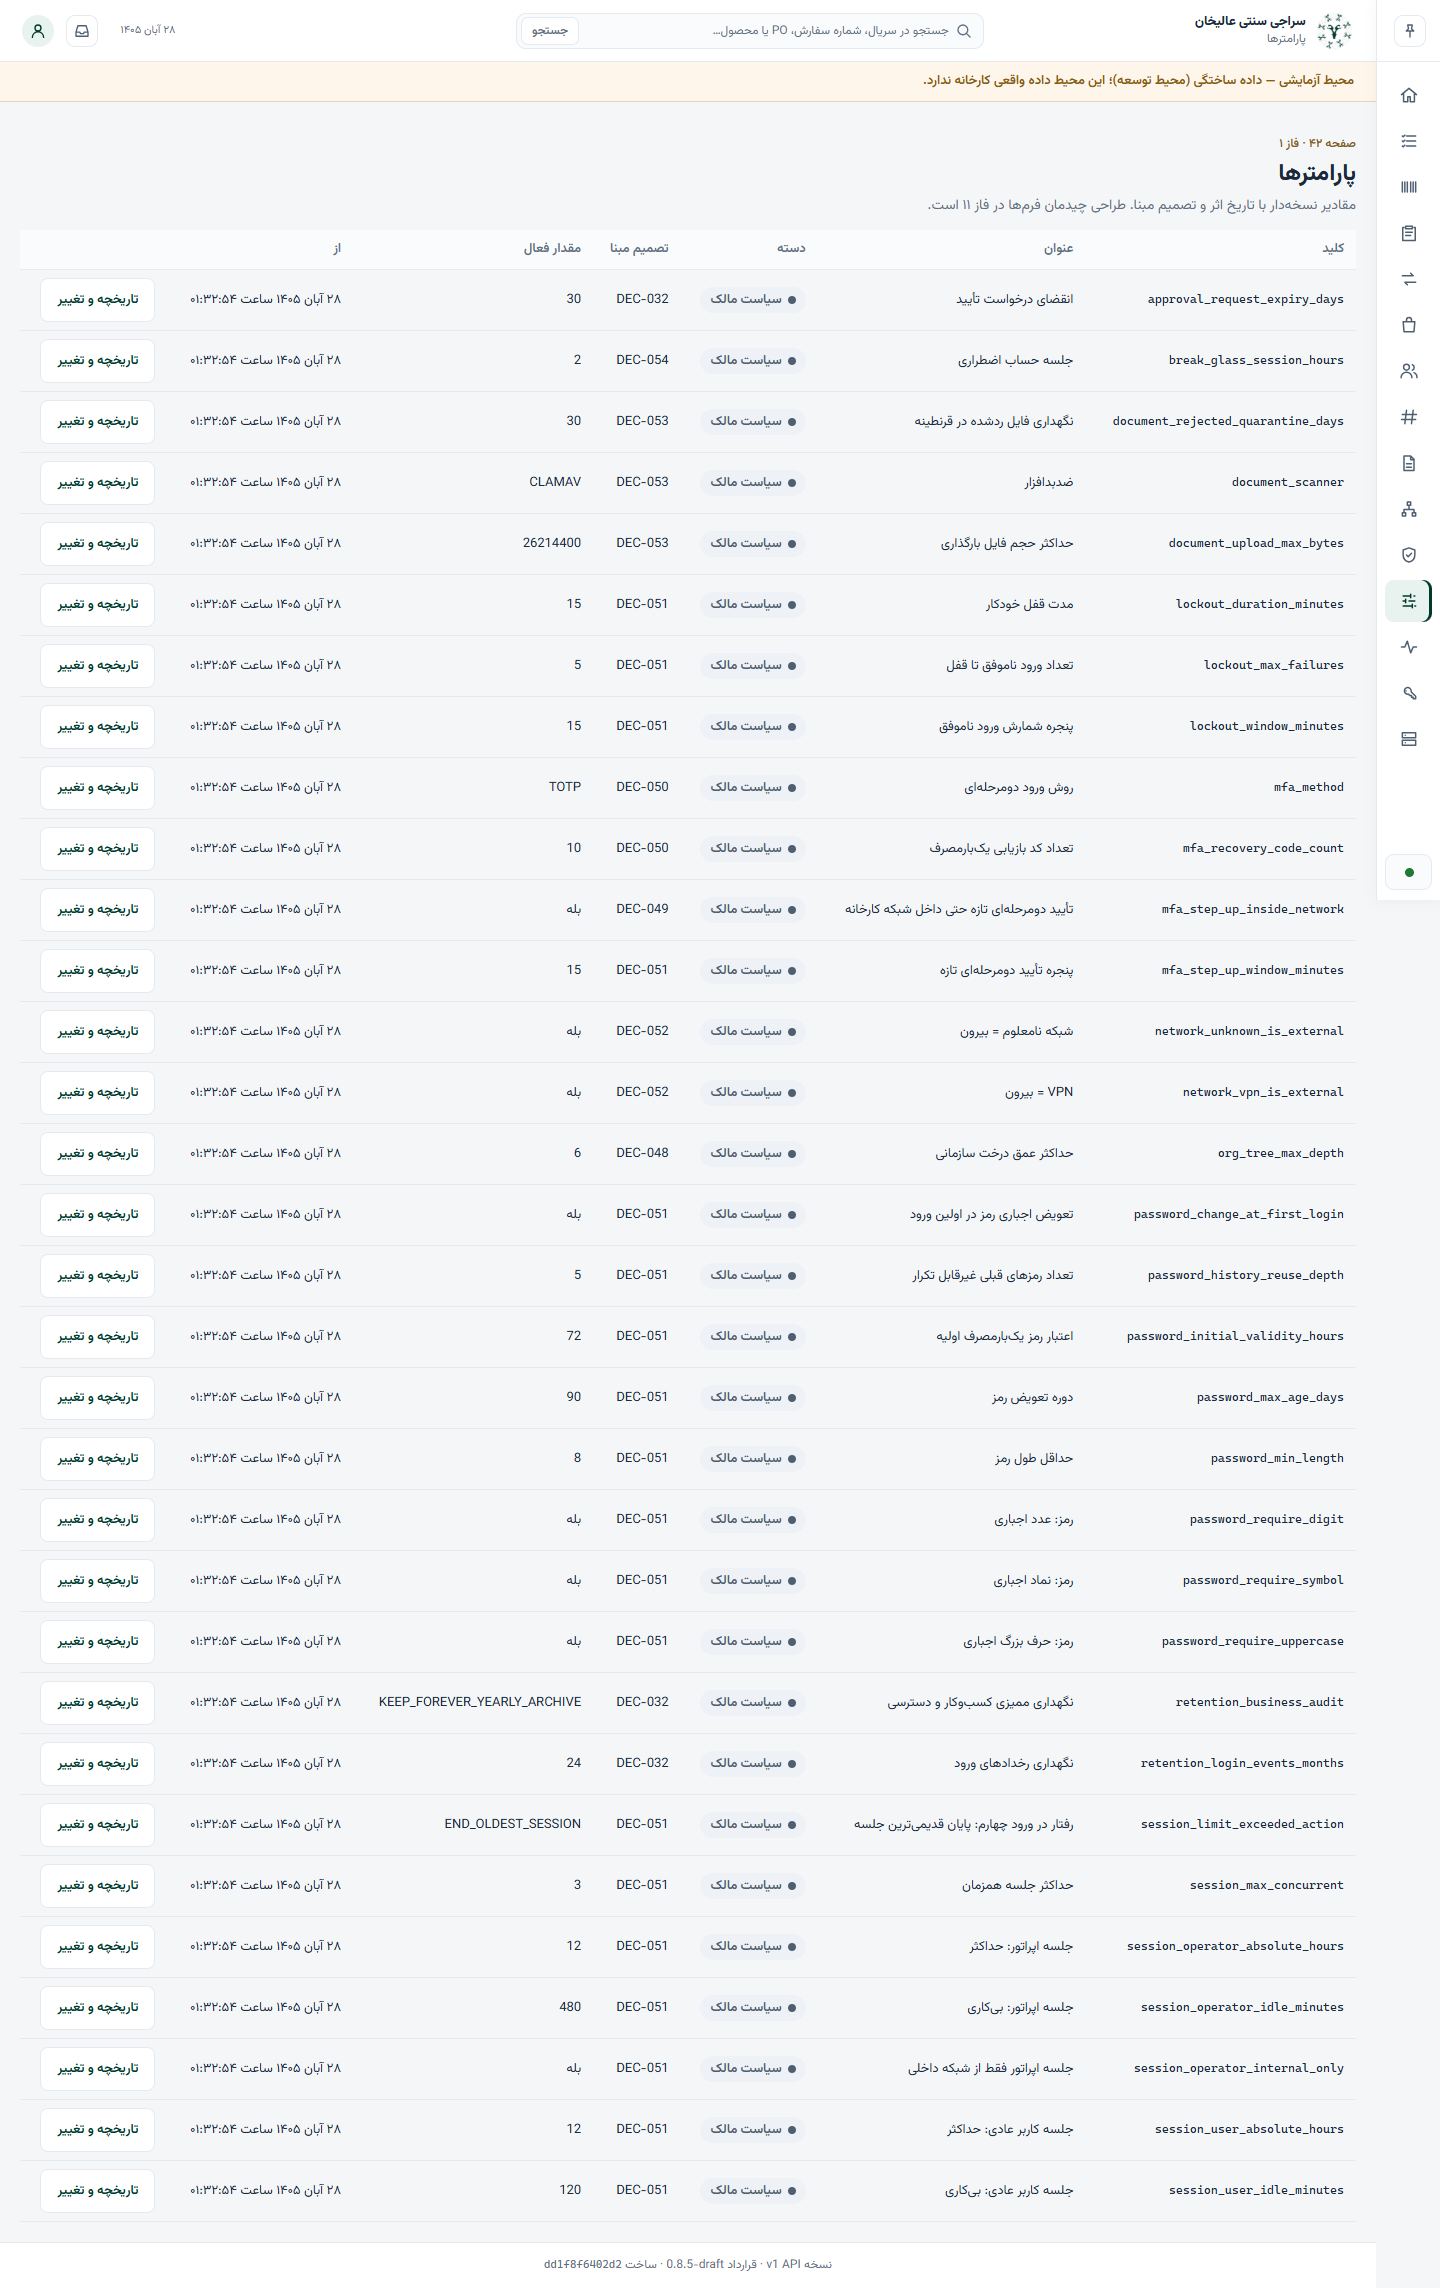 سراجی سنتی عالیخان
پارامترها
جستجو در سریال، شماره سفارش، PO یا محصول...
جستجو
۲۸ آبان ۱۴۰۵
محیط آزمایشی — داده ساختگی (محیط توسعه)؛ این محیط داده واقعی کارخانه ندارد.
صفحه ۴۲ · فاز ۱
پارامترها
مقادیر نسخه‌دار با تاریخ اثر و تصمیم مبنا. طراحی چیدمان فرم‌ها در فاز ۱۱ است.
کلید عنوان دسته تصمیم مبنا مقدار فعال از
approval_request_expiry_days انقضای درخواست تأیید سیاست مالک DEC-032 30 ۲۸ آبان ۱۴۰۵ ساعت ۰۱:۳۲:۵۴ تاریخچه و تغییر
break_glass_session_hours جلسه حساب اضطراری سیاست مالک DEC-054 2 ۲۸ آبان ۱۴۰۵ ساعت ۰۱:۳۲:۵۴ تاریخچه و تغییر
document_rejected_quarantine_days نگهداری فایل ردشده در قرنطینه سیاست مالک DEC-053 30 ۲۸ آبان ۱۴۰۵ ساعت ۰۱:۳۲:۵۴ تاریخچه و تغییر
document_scanner ضدبدافزار سیاست مالک DEC-053 CLAMAV ۲۸ آبان ۱۴۰۵ ساعت ۰۱:۳۲:۵۴ تاریخچه و تغییر
document_upload_max_bytes حداکثر حجم فایل بارگذاری سیاست مالک DEC-053 26214400 ۲۸ آبان ۱۴۰۵ ساعت ۰۱:۳۲:۵۴ تاریخچه و تغییر
lockout_duration_minutes مدت قفل خودکار سیاست مالک DEC-051 15 ۲۸ آبان ۱۴۰۵ ساعت ۰۱:۳۲:۵۴ تاریخچه و تغییر
lockout_max_failures تعداد ورود ناموفق تا قفل سیاست مالک DEC-051 5 ۲۸ آبان ۱۴۰۵ ساعت ۰۱:۳۲:۵۴ تاریخچه و تغییر
lockout_window_minutes پنجره شمارش ورود ناموفق سیاست مالک DEC-051 15 ۲۸ آبان ۱۴۰۵ ساعت ۰۱:۳۲:۵۴ تاریخچه و تغییر
mfa_method روش ورود دومرحله‌ای سیاست مالک DEC-050 TOTP ۲۸ آبان ۱۴۰۵ ساعت ۰۱:۳۲:۵۴ تاریخچه و تغییر
mfa_recovery_code_count تعداد کد بازیابی یک‌بارمصرف سیاست مالک DEC-050 10 ۲۸ آبان ۱۴۰۵ ساعت ۰۱:۳۲:۵۴ تاریخچه و تغییر
mfa_step_up_inside_network تأیید دومرحله‌ای تازه حتی داخل شبکه کارخانه سیاست مالک DEC-049 بله ۲۸ آبان ۱۴۰۵ ساعت ۰۱:۳۲:۵۴ تاریخچه و تغییر
mfa_step_up_window_minutes پنجره تأیید دومرحله‌ای تازه سیاست مالک DEC-051 15 ۲۸ آبان ۱۴۰۵ ساعت ۰۱:۳۲:۵۴ تاریخچه و تغییر
network_unknown_is_external شبکه نامعلوم = بیرون سیاست مالک DEC-052 بله ۲۸ آبان ۱۴۰۵ ساعت ۰۱:۳۲:۵۴ تاریخچه و تغییر
network_vpn_is_external VPN = بیرون سیاست مالک DEC-052 بله ۲۸ آبان ۱۴۰۵ ساعت ۰۱:۳۲:۵۴ تاریخچه و تغییر
org_tree_max_depth حداکثر عمق درخت سازمانی سیاست مالک DEC-048 6 ۲۸ آبان ۱۴۰۵ ساعت ۰۱:۳۲:۵۴ تاریخچه و تغییر
password_change_at_first_login تعویض اجباری رمز در اولین ورود سیاست مالک DEC-051 بله ۲۸ آبان ۱۴۰۵ ساعت ۰۱:۳۲:۵۴ تاریخچه و تغییر
password_history_reuse_depth تعداد رمزهای قبلی غیرقابل تکرار سیاست مالک DEC-051 5 ۲۸ آبان ۱۴۰۵ ساعت ۰۱:۳۲:۵۴ تاریخچه و تغییر
password_initial_validity_hours اعتبار رمز یک‌بارمصرف اولیه سیاست مالک DEC-051 72 ۲۸ آبان ۱۴۰۵ ساعت ۰۱:۳۲:۵۴ تاریخچه و تغییر
password_max_age_days دوره تعویض رمز سیاست مالک DEC-051 90 ۲۸ آبان ۱۴۰۵ ساعت ۰۱:۳۲:۵۴ تاریخچه و تغییر
password_min_length حداقل طول رمز سیاست مالک DEC-051 8 ۲۸ آبان ۱۴۰۵ ساعت ۰۱:۳۲:۵۴ تاریخچه و تغییر
password_require_digit رمز: عدد اجباری سیاست مالک DEC-051 بله ۲۸ آبان ۱۴۰۵ ساعت ۰۱:۳۲:۵۴ تاریخچه و تغییر
password_require_symbol رمز: نماد اجباری سیاست مالک DEC-051 بله ۲۸ آبان ۱۴۰۵ ساعت ۰۱:۳۲:۵۴ تاریخچه و تغییر
password_require_uppercase رمز: حرف بزرگ اجباری سیاست مالک DEC-051 بله ۲۸ آبان ۱۴۰۵ ساعت ۰۱:۳۲:۵۴ تاریخچه و تغییر
retention_business_audit نگهداری ممیزی کسب‌وکار و دسترسی سیاست مالک DEC-032 KEEP_FOREVER_YEARLY_ARCHIVE ۲۸ آبان ۱۴۰۵ ساعت ۰۱:۳۲:۵۴ تاریخچه و تغییر
retention_login_events_months نگهداری رخدادهای ورود سیاست مالک DEC-032 24 ۲۸ آبان ۱۴۰۵ ساعت ۰۱:۳۲:۵۴ تاریخچه و تغییر
session_limit_exceeded_action رفتار در ورود چهارم: پایان قدیمی‌ترین جلسه سیاست مالک DEC-051 END_OLDEST_SESSION ۲۸ آبان ۱۴۰۵ ساعت ۰۱:۳۲:۵۴ تاریخچه و تغییر
session_max_concurrent حداکثر جلسه همزمان سیاست مالک DEC-051 3 ۲۸ آبان ۱۴۰۵ ساعت ۰۱:۳۲:۵۴ تاریخچه و تغییر
session_operator_absolute_hours جلسه اپراتور: حداکثر سیاست مالک DEC-051 12 ۲۸ آبان ۱۴۰۵ ساعت ۰۱:۳۲:۵۴ تاریخچه و تغییر
session_operator_idle_minutes جلسه اپراتور: بی‌کاری سیاست مالک DEC-051 480 ۲۸ آبان ۱۴۰۵ ساعت ۰۱:۳۲:۵۴ تاریخچه و تغییر
session_operator_internal_only جلسه اپراتور فقط از شبکه داخلی سیاست مالک DEC-051 بله ۲۸ آبان ۱۴۰۵ ساعت ۰۱:۳۲:۵۴ تاریخچه و تغییر
session_user_absolute_hours جلسه کاربر عادی: حداکثر سیاست مالک DEC-051 12 ۲۸ آبان ۱۴۰۵ ساعت ۰۱:۳۲:۵۴ تاریخچه و تغییر
session_user_idle_minutes جلسه کاربر عادی: بی‌کاری سیاست مالک DEC-051 120 ۲۸ آبان ۱۴۰۵ ساعت ۰۱:۳۲:۵۴ تاریخچه و تغییر
نسخه v1 API · قرارداد 0.8.5-draft · ساخت dd1f8f6402d2